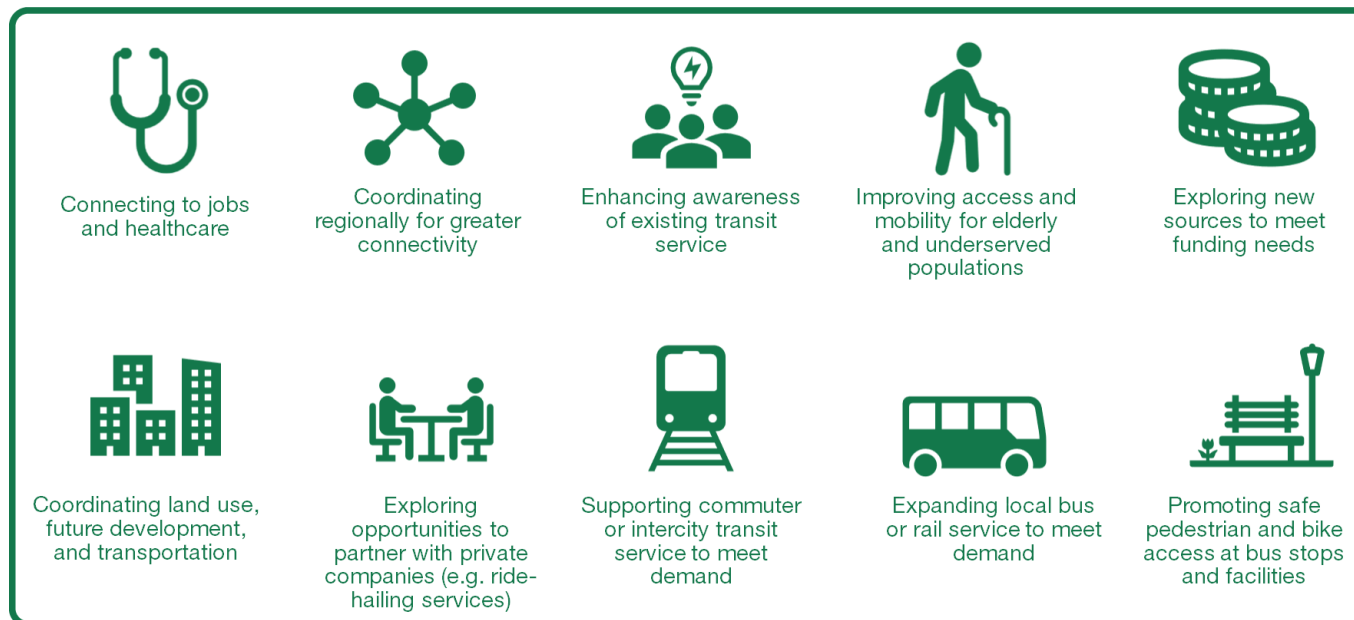 Connecting to jobs
and healthcare
Coordinating
regionally for greater
connectivity
Enhancing awareness
of existing transit
service
Improving access and
mobility for elderly
and underserved
populations
Exploring new
sources to meet
funding needs
Coordinating land use,
future development,
and transportation
Exploring
opportunities to
partner with private
companies (e.g. ride-
hailing services)
Supporting commuter
or intercity transit
service to meet
demand
Expanding local bus
or rail service to meet
demand
Promoting safe
pedestrian and bike
access at bus stops
and facilities